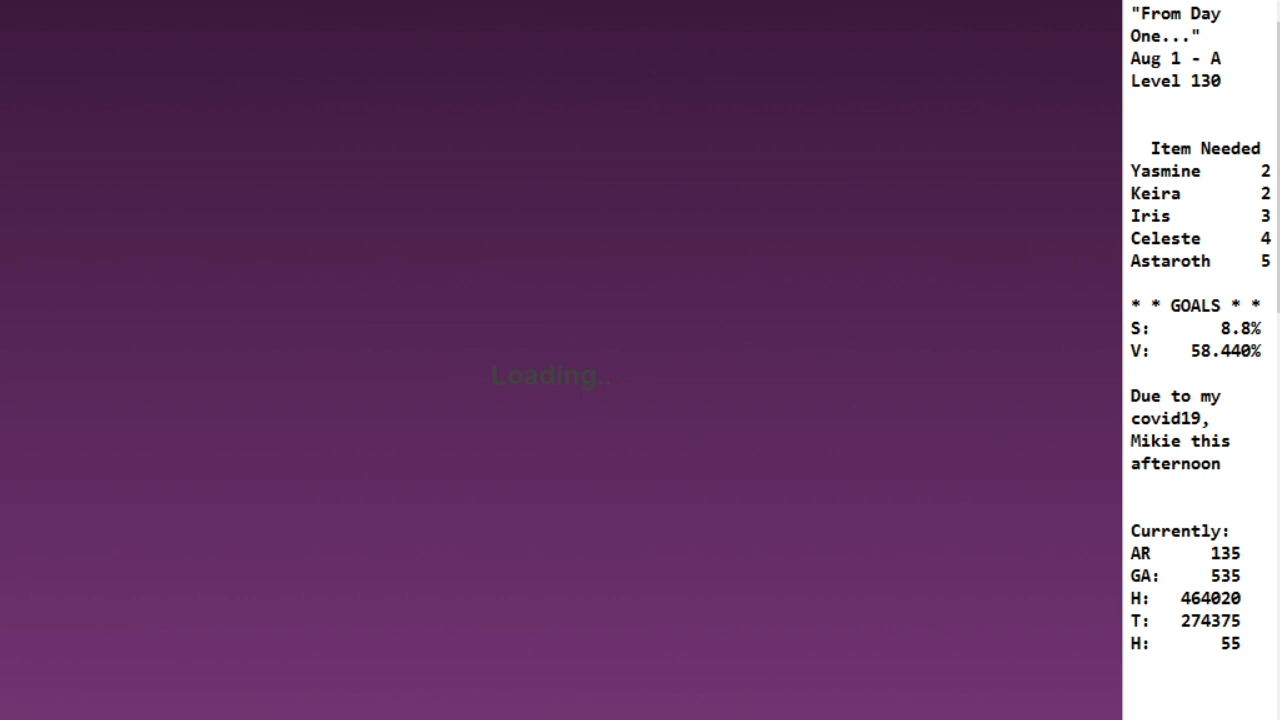 "From Day
One..."
Aug 1 - A
Level 130
Item Needed
Yasmine 2
Keira 2
Iris 3
Celeste 4
Astaroth 5
* * GOALS * *
S: 8.8%
V: 58.440%
Loading..
Due to my
covid19,
Mikie this
afternoon
Currently:
AR 135
GA: 535
H: 464020
T: 274375
H: 55